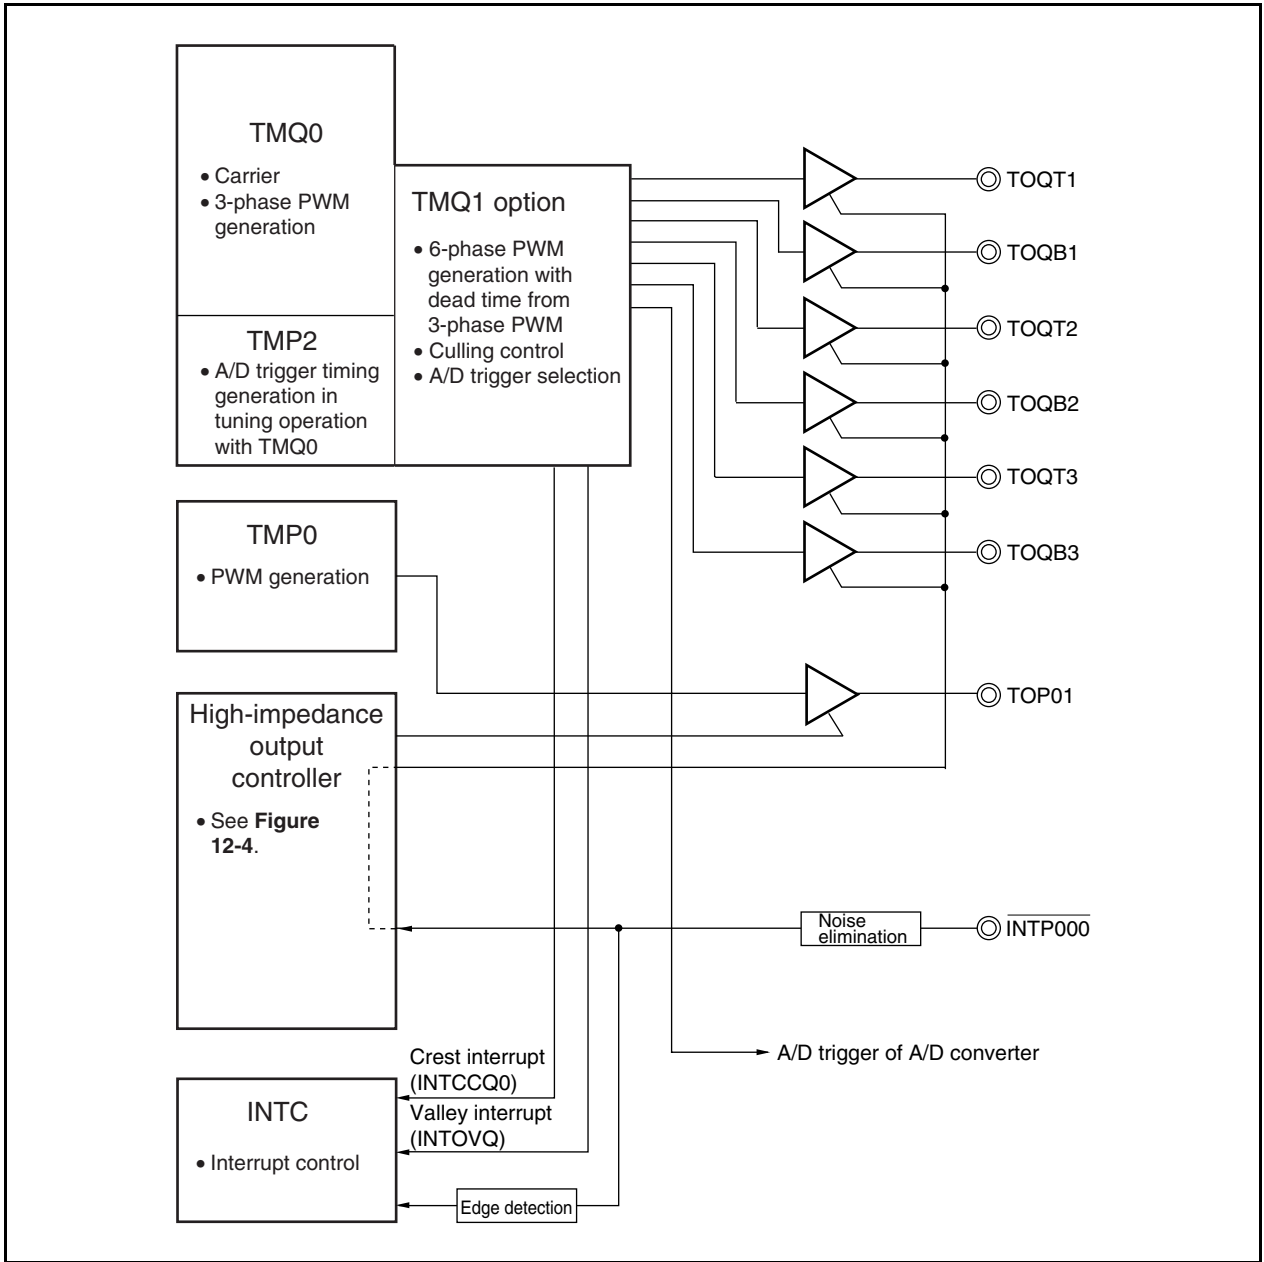 TMQ0
• Carrier
• 3-phase PWM
generation
TMP2
• A/D trigger timing
generation in
tuning operation
with TMQ0
TMQ1 option
• 6-phase PWM
generation with
dead time from
3-phase PWM
• Culling control
• A/D trigger selection
TOQT1
TOQB1
TOQT2
TOQB2
TOQT3
TOQB3
TMP0
• PWM generation
TOP01
High-impedance
output
controller
• See Figure
12-4.
Noise
elimination
INTP000
A/D trigger of A/D converter
Crest interrupt
(INTCCQ0)
Valley interrupt
(INTOVQ)
INTC
• Interrupt control
Edge detection